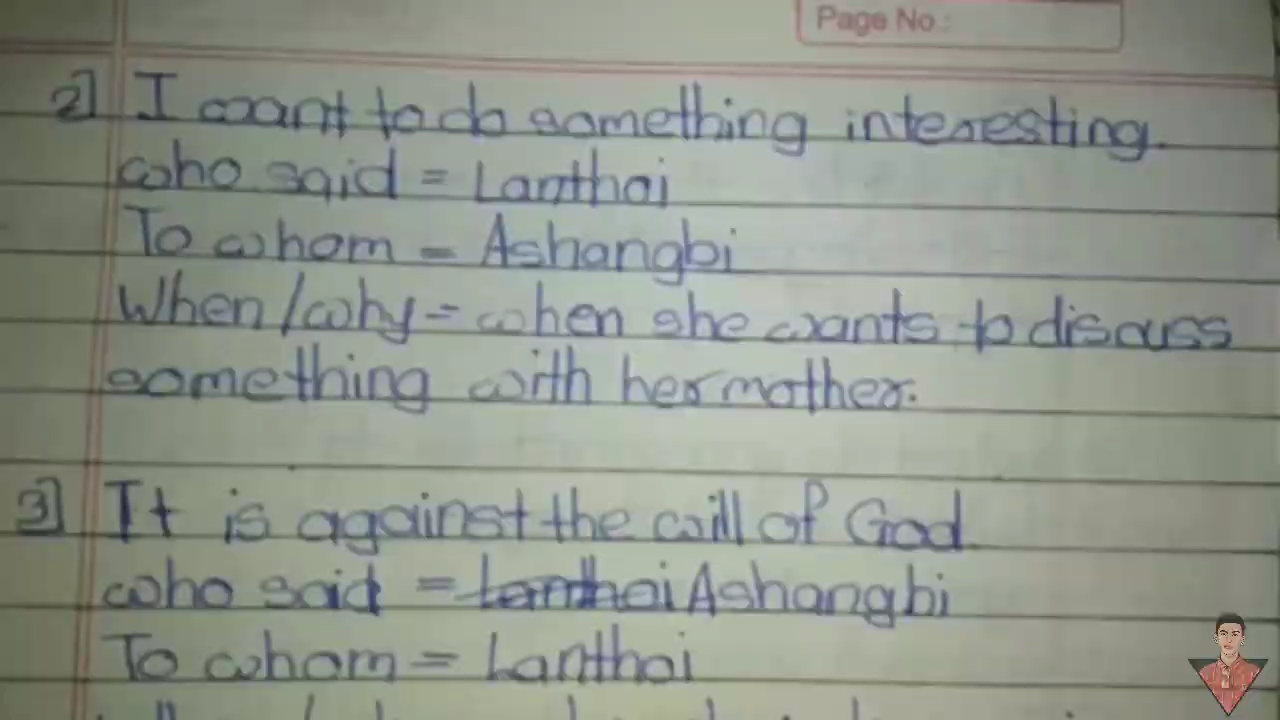 Page No.:
2] I want to do something interesting.
who said = Lanthai
To whom = Ashangbi
When/why = when she wants to discuss
something with her mother.
3] It is against the will of God
who said = Lanthai Ashangbi
To whom = Lanthai